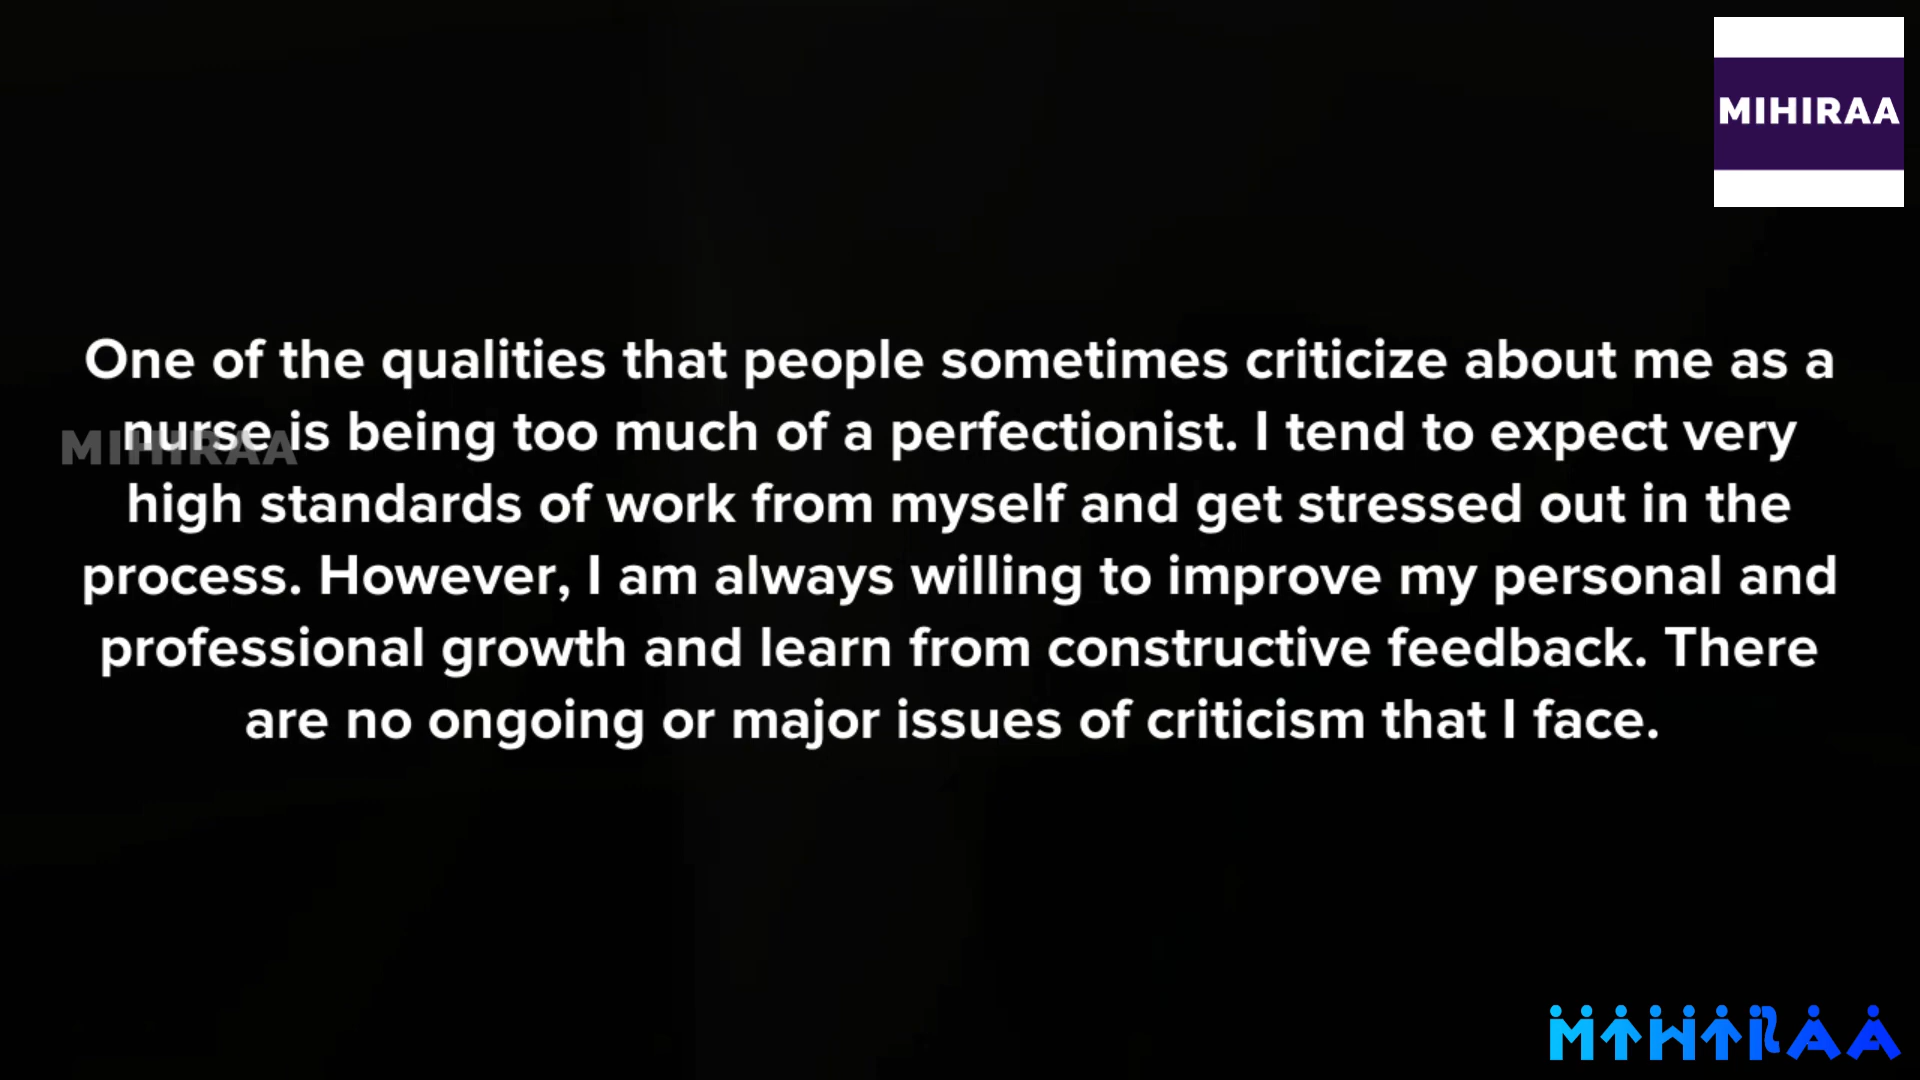 MIHIRAA
One of the qualities that people sometimes criticize about me as a
nurse is being too much of a perfectionist. I tend to expect very
MIHIRAA
high standards of work from myself and get stressed out in the
process. However, I am always willing to improve my personal and
professional growth and learn from constructive feedback. There
are no ongoing or major issues of criticism that I face.
MIHIRAA